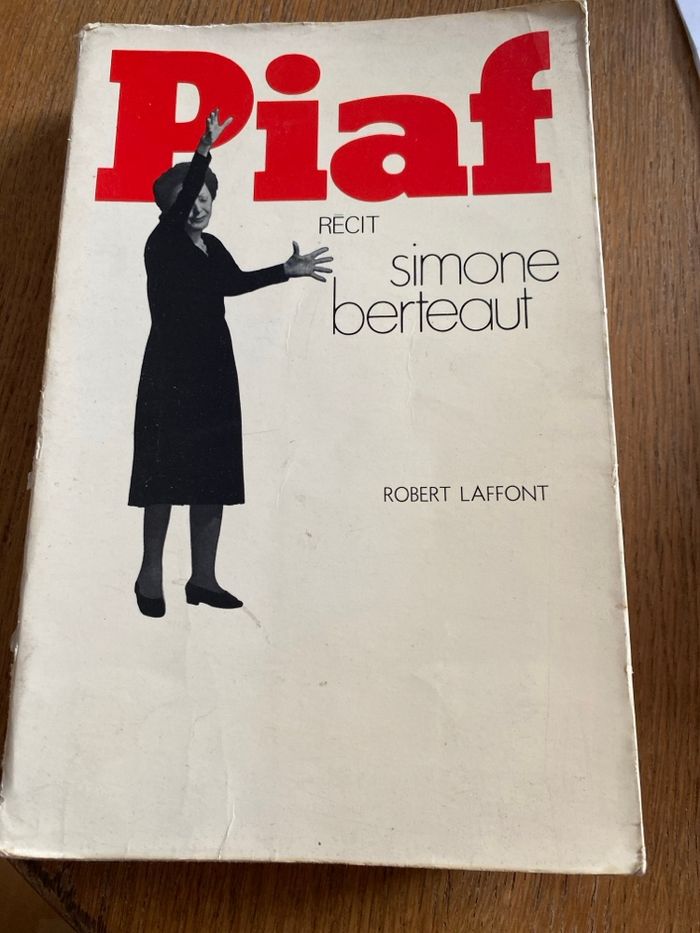 Piaf
RÉCIT
simone
berteaut
ROBERT LAFFONT